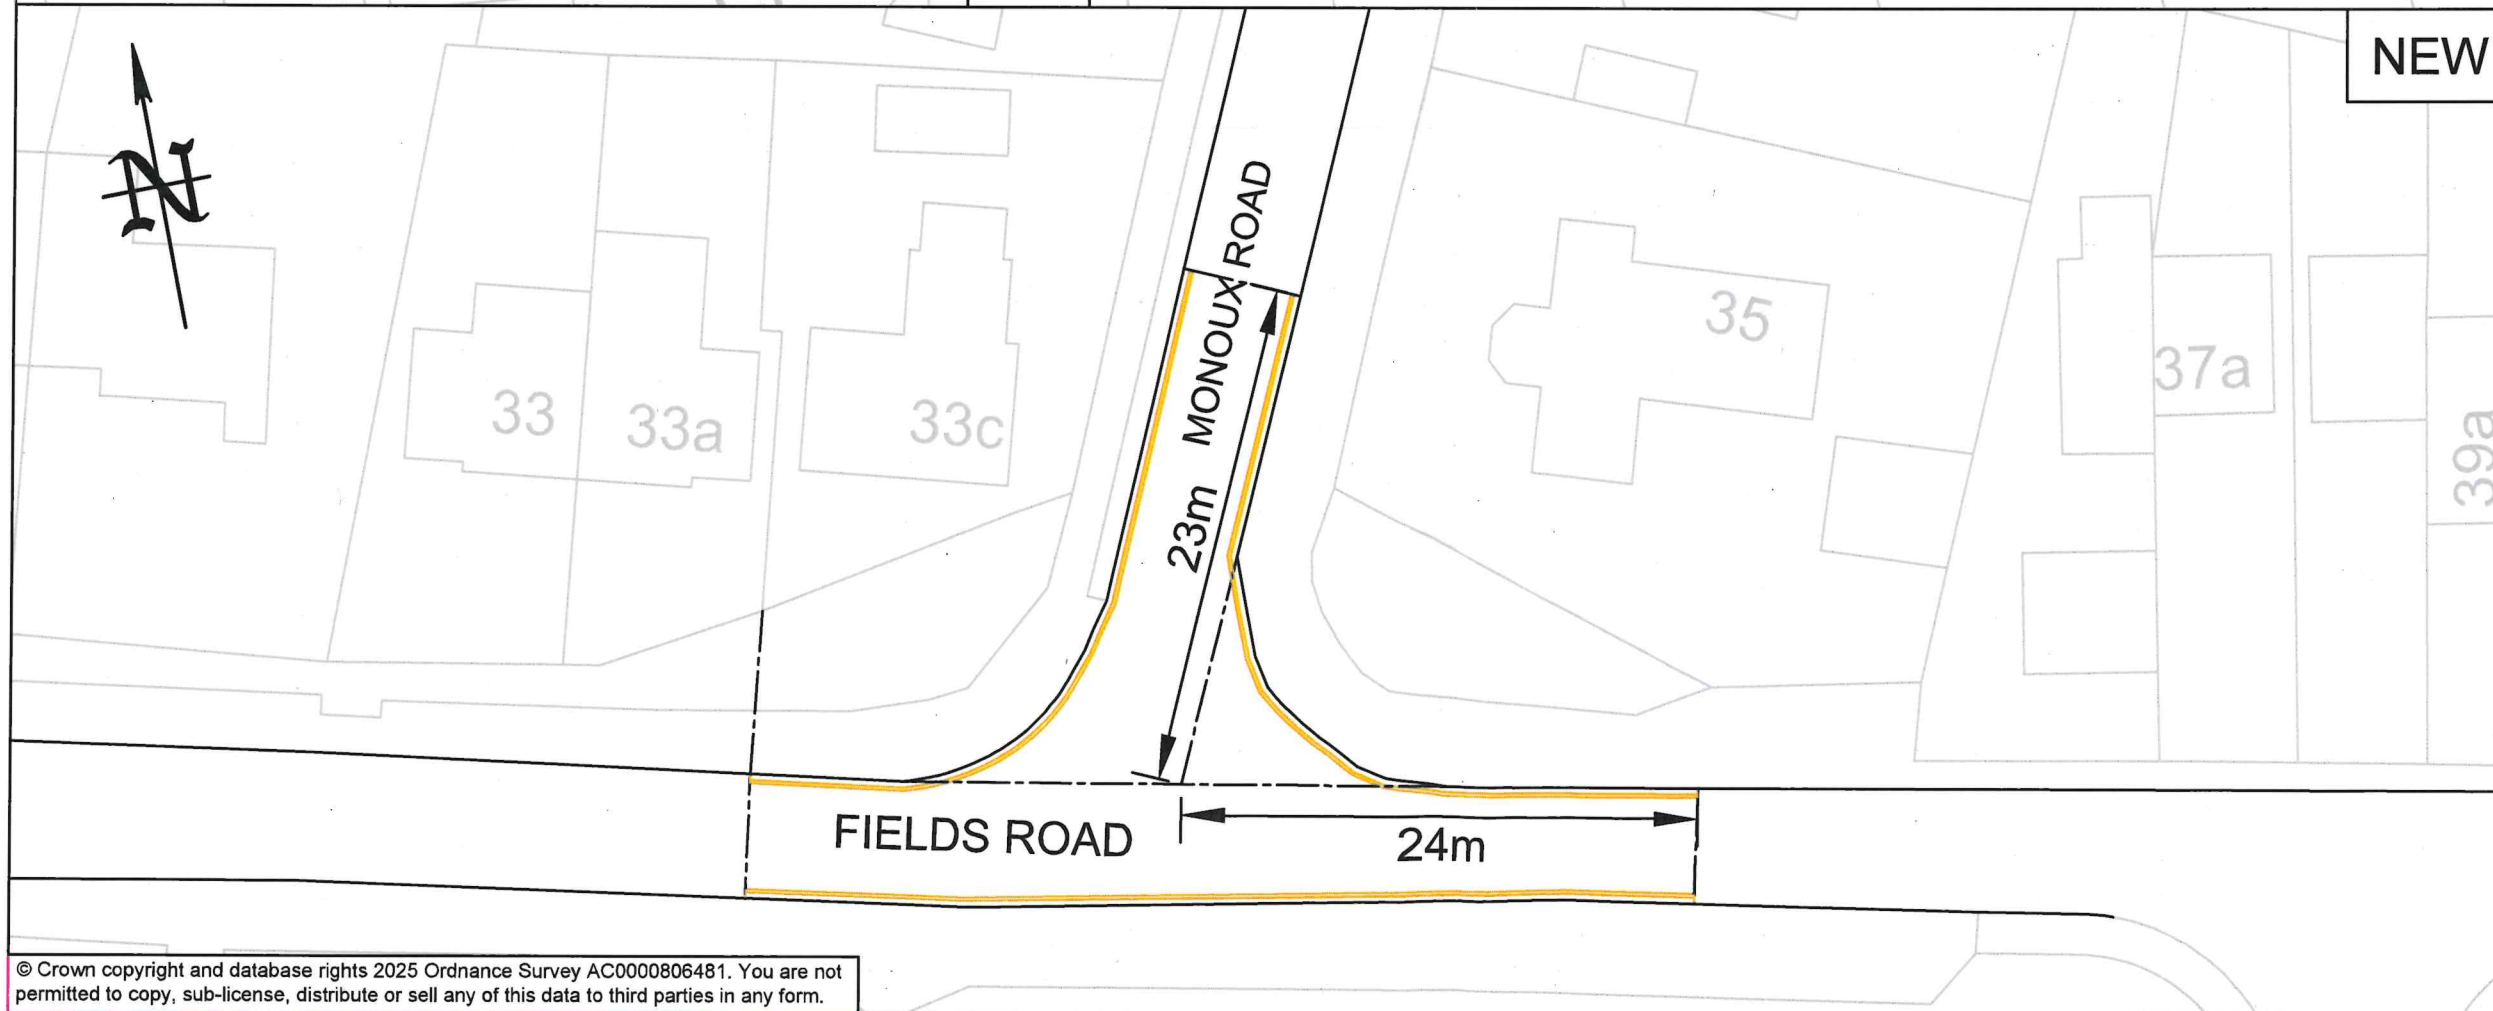 NEW
N
MONOUX ROAD
35
37a
33
33a
33c
39a
23m
FIELDS ROAD
24m
© Crown copyright and database rights 2025 Ordnance Survey AC0000806481. You are not
permitted to copy, sub-license, distribute or sell any of this data to third parties in any form.